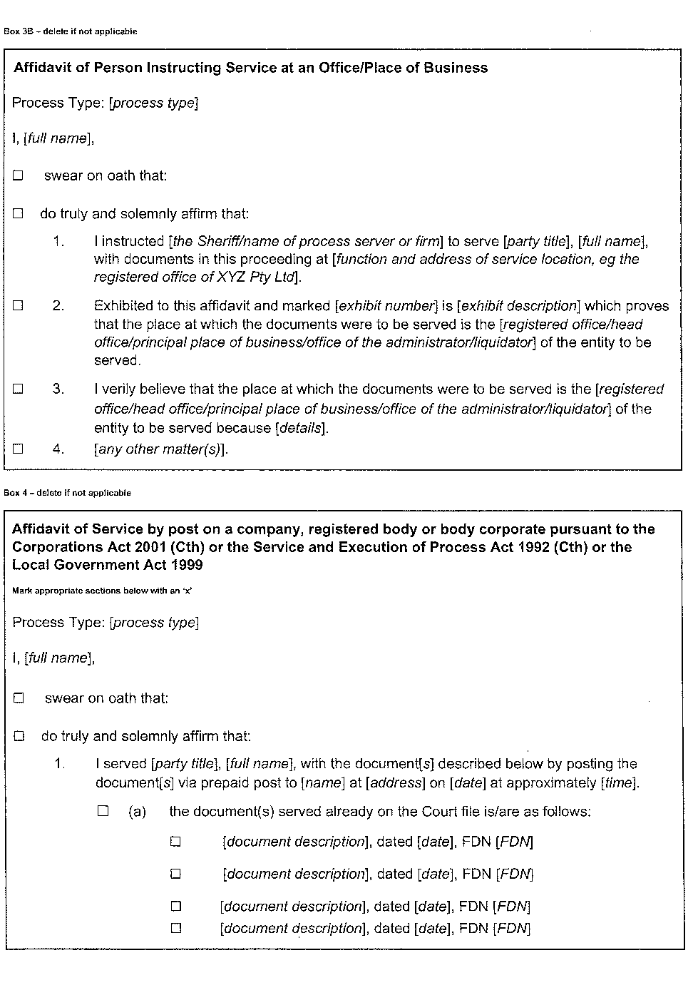 Box 3B – delete if not applicable
Affidavit of Person Instructing Service at an Office/Place of Business
Process Type: [process type]
I, [full name],
☐ swear on oath that:
☐ do truly and solemnly affirm that:
1. I instructed [the Sheriff/name of process server or firm] to serve [party title], [full name],
with documents in this proceeding at [function and address of service location, eg the
registered office of XYZ Pty Ltd].
☐ 2. Exhibited to this affidavit and marked [exhibit number] is [exhibit description] which proves
that the place at which the documents were to be served is the [registered office/head
office/principal place of business/office of the administrator/liquidator] of the entity to be
served.
☐ 3. I verily believe that the place at which the documents were to be served is the [registered
office/head office/principal place of business/office of the administrator/liquidator] of the
entity to be served because [details].
☐ 4. [any other matter(s)].
Box 4 – delete if not applicable
Affidavit of Service by post on a company, registered body or body corporate pursuant to the
Corporations Act 2001 (Cth) or the Service and Execution of Process Act 1992 (Cth) or the
Local Government Act 1999
Mark appropriate sections below with an 'x'
Process Type: [process type]
I, [full name],
☐ swear on oath that:
☐ do truly and solemnly affirm that:
1. I served [party title], [full name], with the document[s] described below by posting the
document[s] via prepaid post to [name] at [address] on [date] at approximately [time].
☐ (a) the document(s) served already on the Court file is/are as follows:
☐ [document description], dated [date], FDN [FDN]
☐ [document description], dated [date], FDN [FDN]
☐ [document description], dated [date], FDN [FDN]
☐ [document description], dated [date], FDN [FDN]